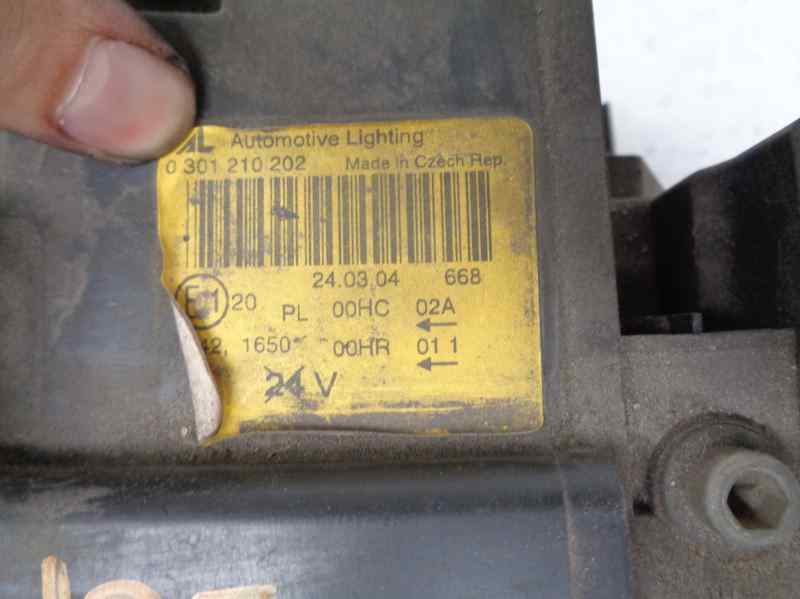 AL Automotive Lighting
0 301 210 202 Made in Czech Rep.
24.03.04 668
E1 20 PL 00HC 02A
1650 00HR 01 1
24 V